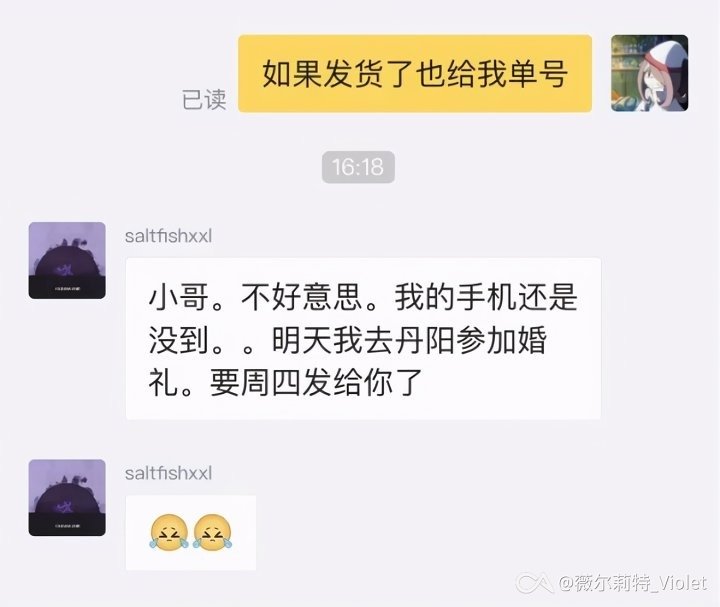 如果发货了也给我单号
已读
16:18
saltfishxxl
小哥。不好意思。我的手机还是
没到。。明天我去丹阳参加婚
礼。要周四发给你了
saltfishxxl
@薇尔莉特_Violet